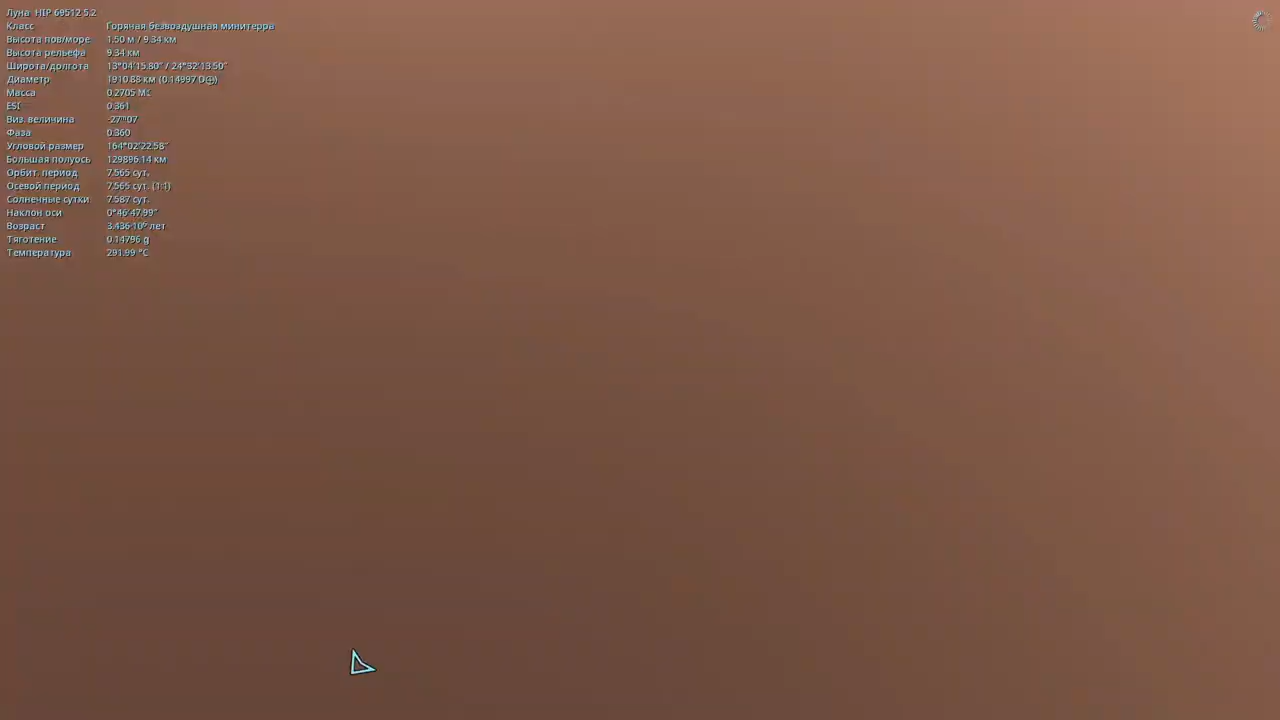 Луна HIP 69512 5.2
Класс Горячая безвоздушная минитерра
Высота пов/море 1.50 м / 9.34 км
Высота рельефа 9.34 км
Широта/долгота 13°04'15.80" / 24°32'13.50"
Диаметр 1910.88 км (0.14997 D⊕)
Масса 0.2705 M☾
ESI 0.361
Виз. величина -27ᵐ07
Фаза 0.360
Угловой размер 164°02'22.58"
Большая полуось 129896.14 км
Орбит. период 7.565 сут.
Осевой период 7.565 сут. (1:1)
Солнечные сутки 7.587 сут.
Наклон оси 0°46'47.99"
Возраст 3.436·10⁹ лет
Тяготение 0.14796 g
Температура 291.99 °C